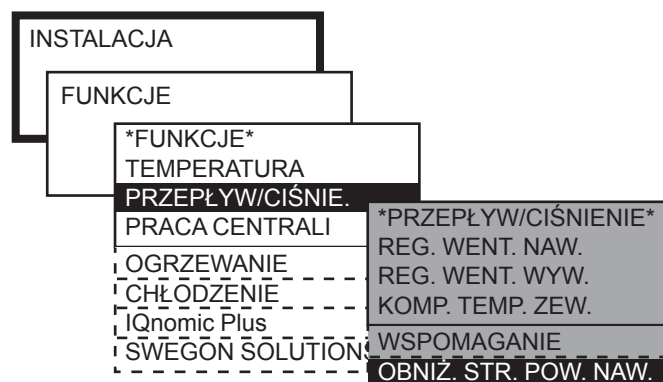 INSTALACJA
FUNKCJE
*FUNKCJE*
TEMPERATURA
PRZEPŁYW/CIŚNIE.
PRACA CENTRALI
OGRZEWANIE
CHŁODZENIE
IQnomic Plus
SWEGON SOLUTIONS
*PRZEPŁYW/CIŚNIENIE*
REG. WENT. NAW.
REG. WENT. WYW.
KOMP. TEMP. ZEW.
WSPOMAGANIE
OBNIŻ. STR. POW. NAW.